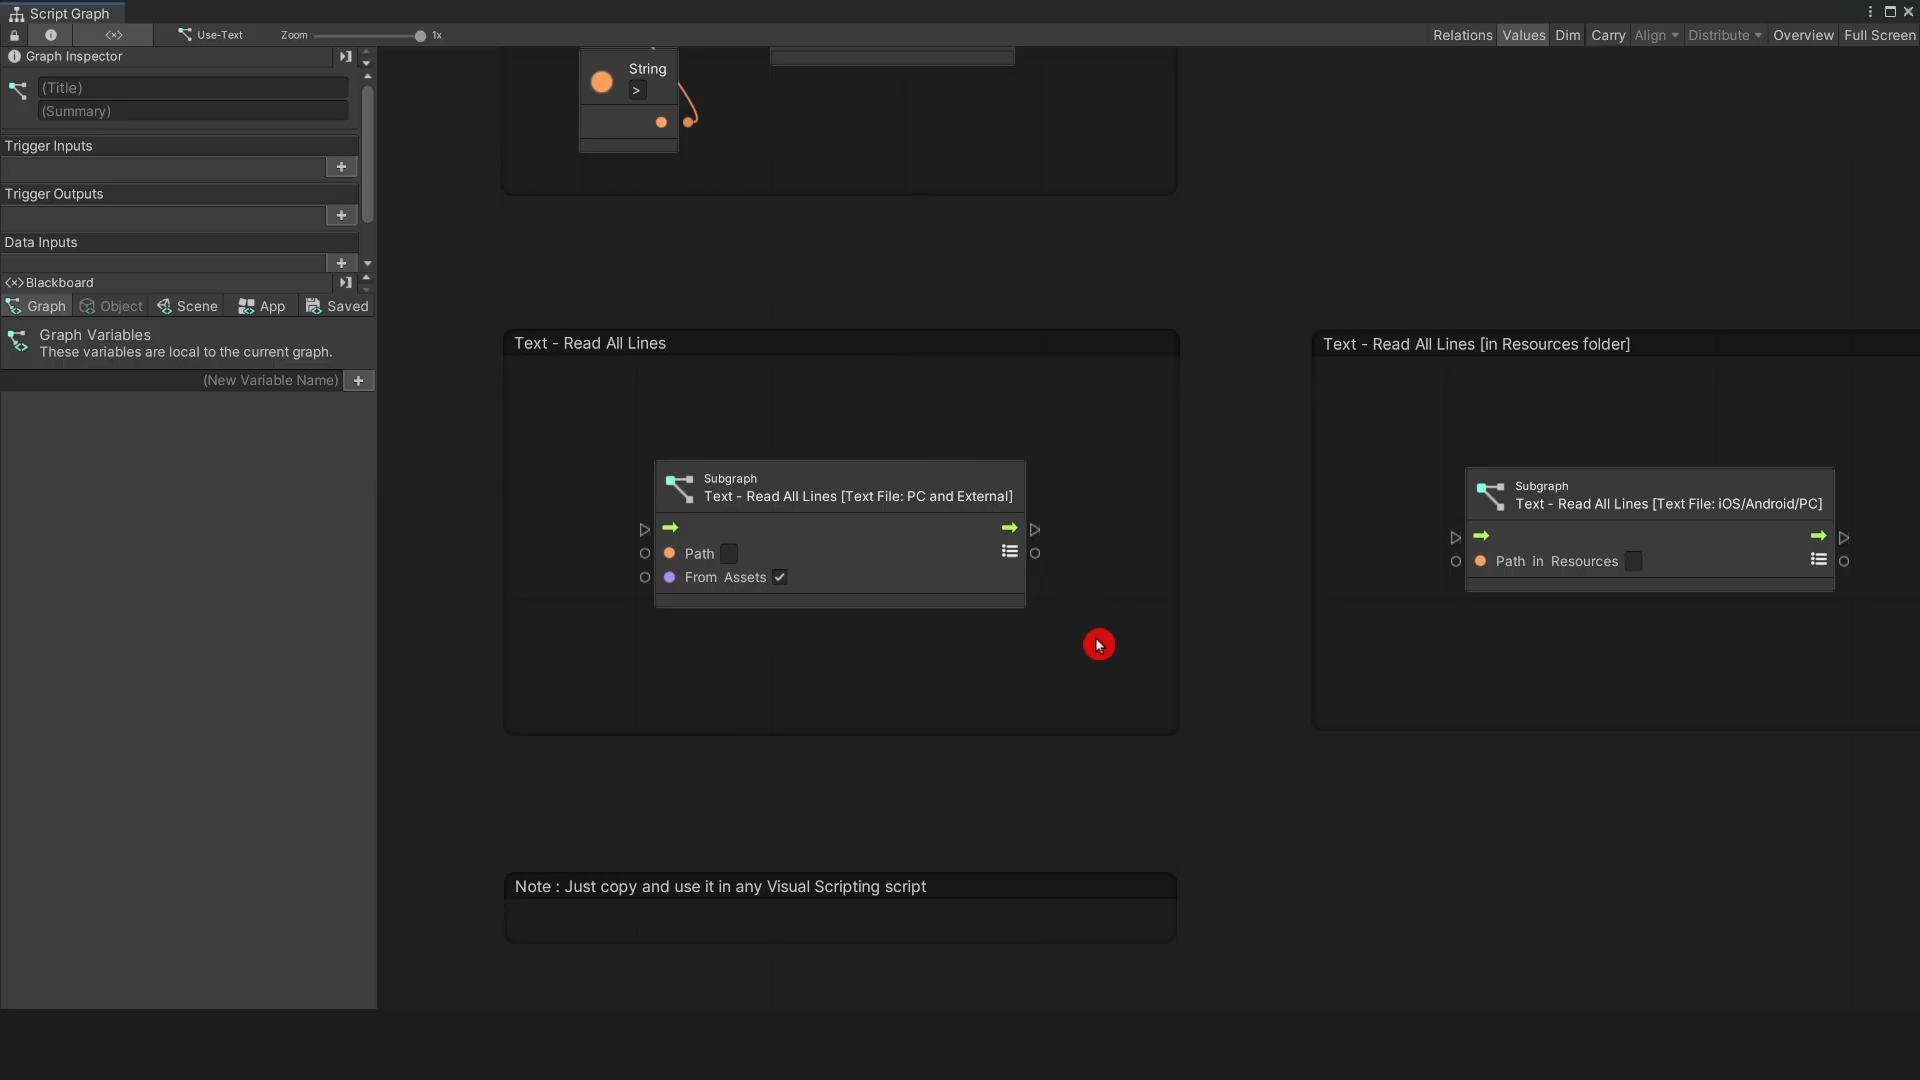 Script Graph
Use-Text
Zoom
1x
Relations
Values
Dim
Carry
Align
Distribute
Overview
Full Screen
Graph Inspector
(Title)
(Summary)
Trigger Inputs
+
Trigger Outputs
+
Data Inputs
+
<×> Blackboard
Graph
Object
Scene
App
Saved
Graph Variables
These variables are local to the current graph.
(New Variable Name)
+
String
>
Text - Read All Lines
Subgraph
Text - Read All Lines [Text File: PC and External]
Path
From Assets
Text - Read All Lines [in Resources folder]
Subgraph
Text - Read All Lines [Text File: iOS/Android/PC]
Path in Resources
Note : Just copy and use it in any Visual Scripting script